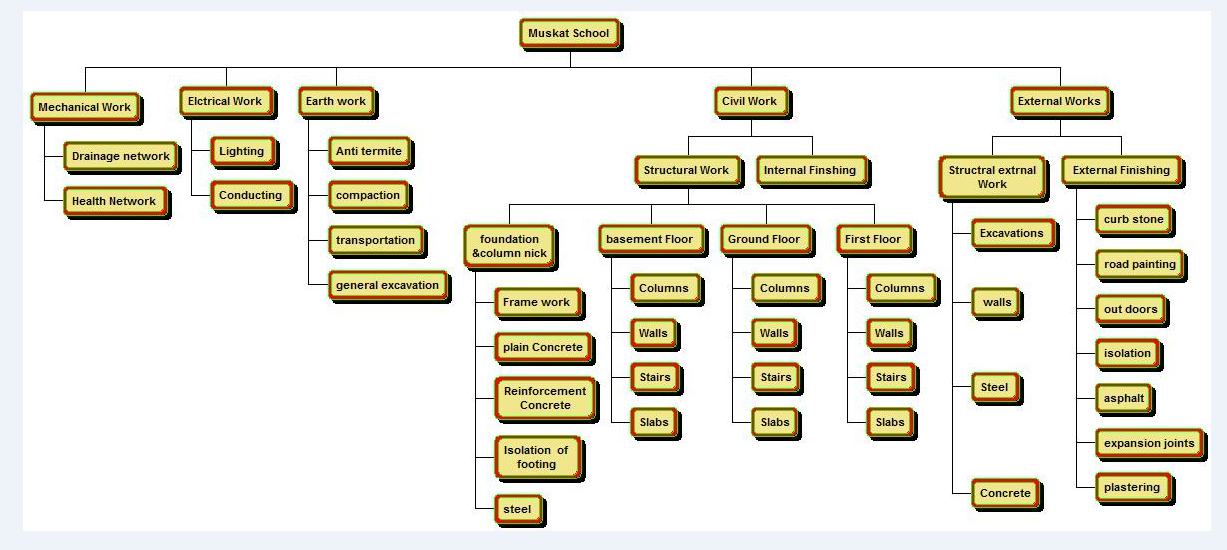 Muskat School
Mechanical Work
Drainage network
Health Network
Elctrical Work
Lighting
Conducting
Earth work
Anti termite
compaction
transportation
general excavation
Civil Work
Structural Work
Internal Finshing
foundation
&column nick
Frame work
plain Concrete
Reinforcement
Concrete
Isolation of
footing
steel
basement Floor
Columns
Walls
Stairs
Slabs
Ground Floor
Columns
Walls
Stairs
Slabs
First Floor
Columns
Walls
Stairs
Slabs
External Works
Structral extrnal
Work
Excavations
walls
Steel
Concrete
External Finishing
curb stone
road painting
out doors
isolation
asphalt
expansion joints
plastering